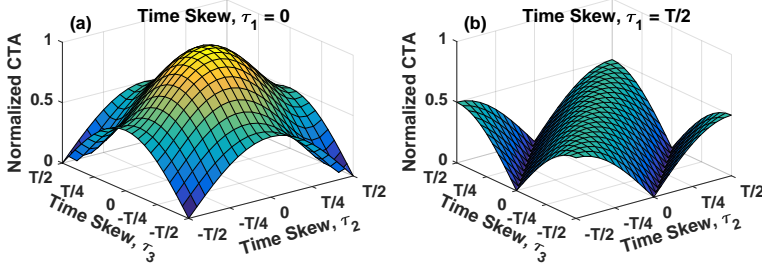 (a)
Time Skew, τ1 = 0
Normalized CTA
1
0.5
0
T/2
T/4
0
-T/4
-T/2
Time Skew, τ3
-T/2
-T/4
0
T/4
T/2
Time Skew, τ2
(b)
Time Skew, τ1 = T/2
Normalized CTA
1
0.5
0
T/2
T/4
0
-T/4
-T/2
Time Skew, τ3
-T/2
-T/4
0
T/4
T/2
Time Skew, τ2